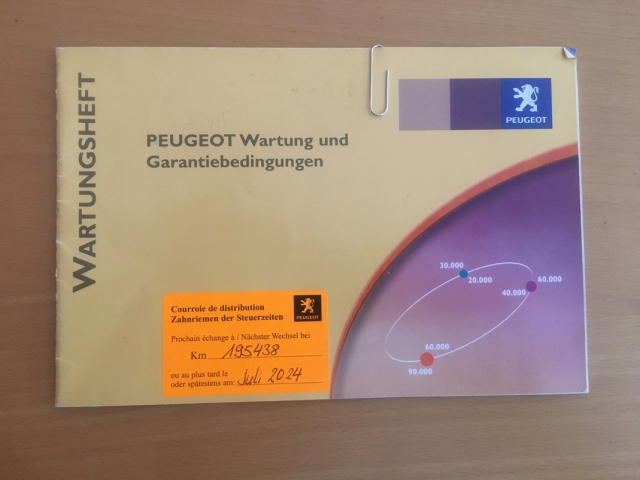 WARTUNGSHEFT
PEUGEOT Wartung und
Garantiebedingungen
PEUGEOT
30.000
20.000
60.000
40.000
60.000
90.000
Courroie de distribution
Zahnriemen der Steuerzeiten
PEUGEOT
Prochain échange à / Nächster Wechsel bei
Km 195438
ou au plus tard le
oder spätestens am: Juli 2024